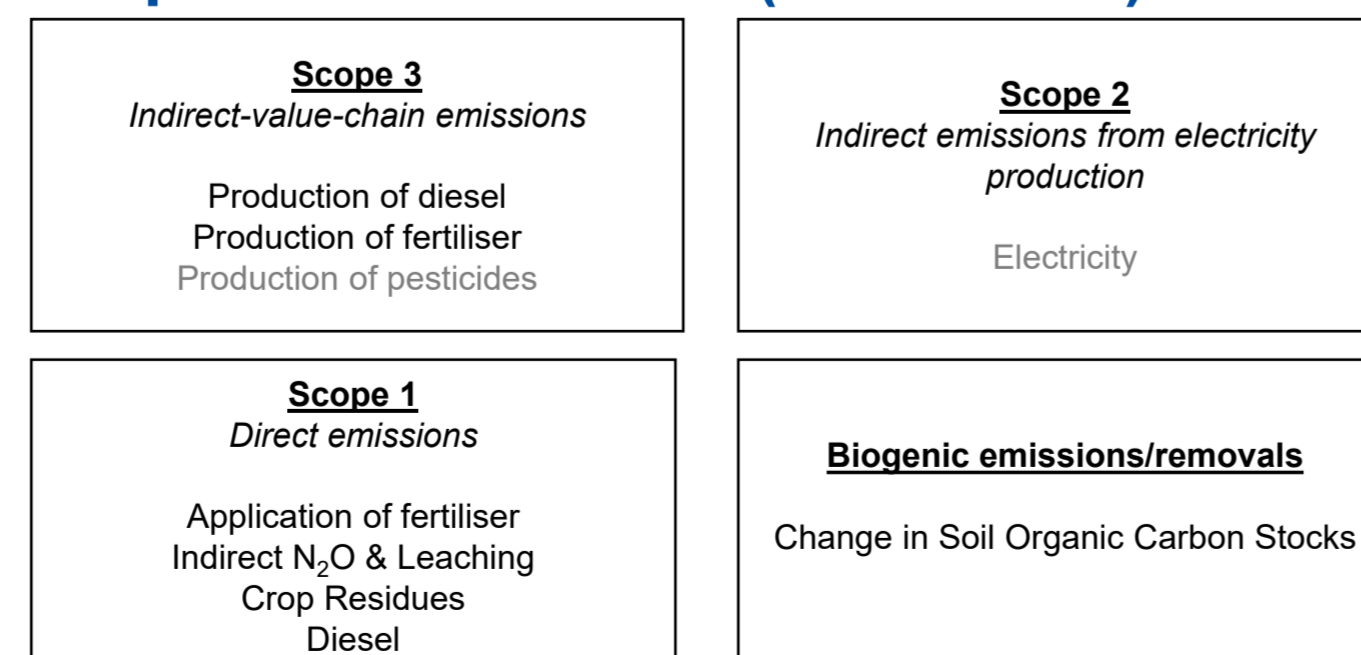 Scope 3
Indirect-value-chain emissions
Production of diesel
Production of fertiliser
Production of pesticides
Scope 2
Indirect emissions from electricity
production
Electricity
Scope 1
Direct emissions
Application of fertiliser
Indirect N₂O & Leaching
Crop Residues
Diesel
Biogenic emissions/removals
Change in Soil Organic Carbon Stocks